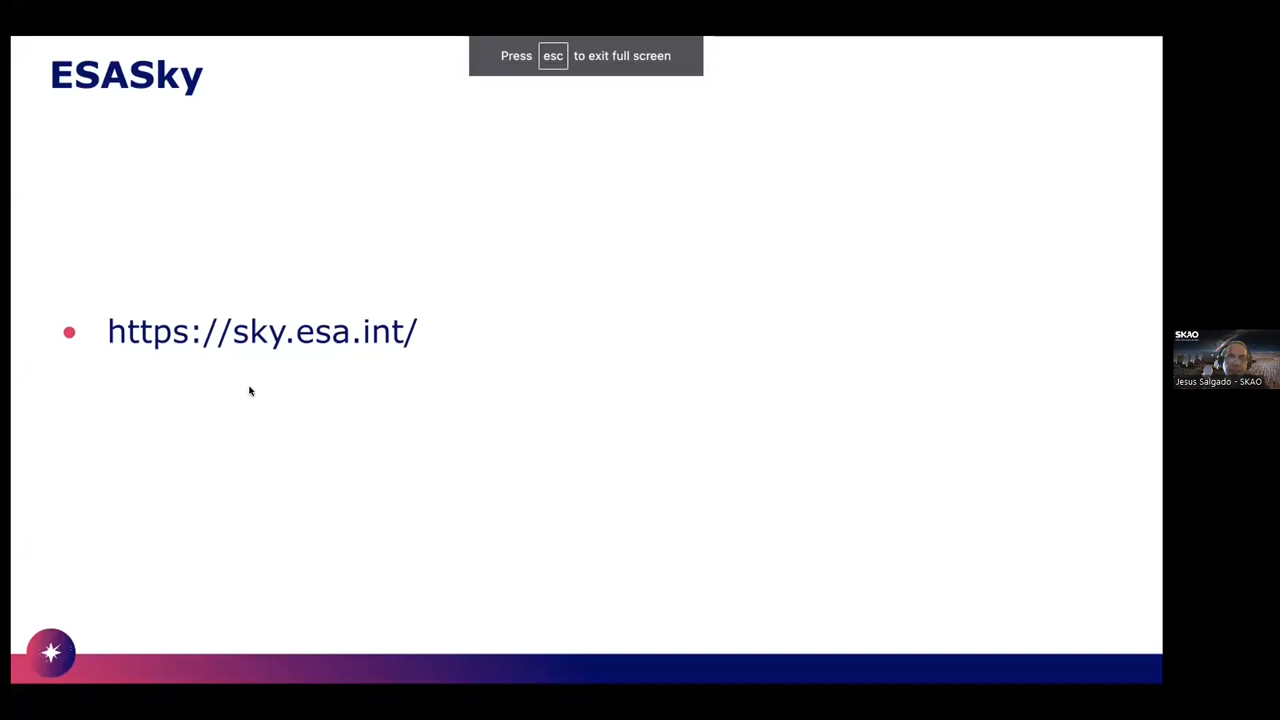 ESASky
Press esc to exit full screen
https://sky.esa.int/
SKAO
Jesus Salgado - SKAO